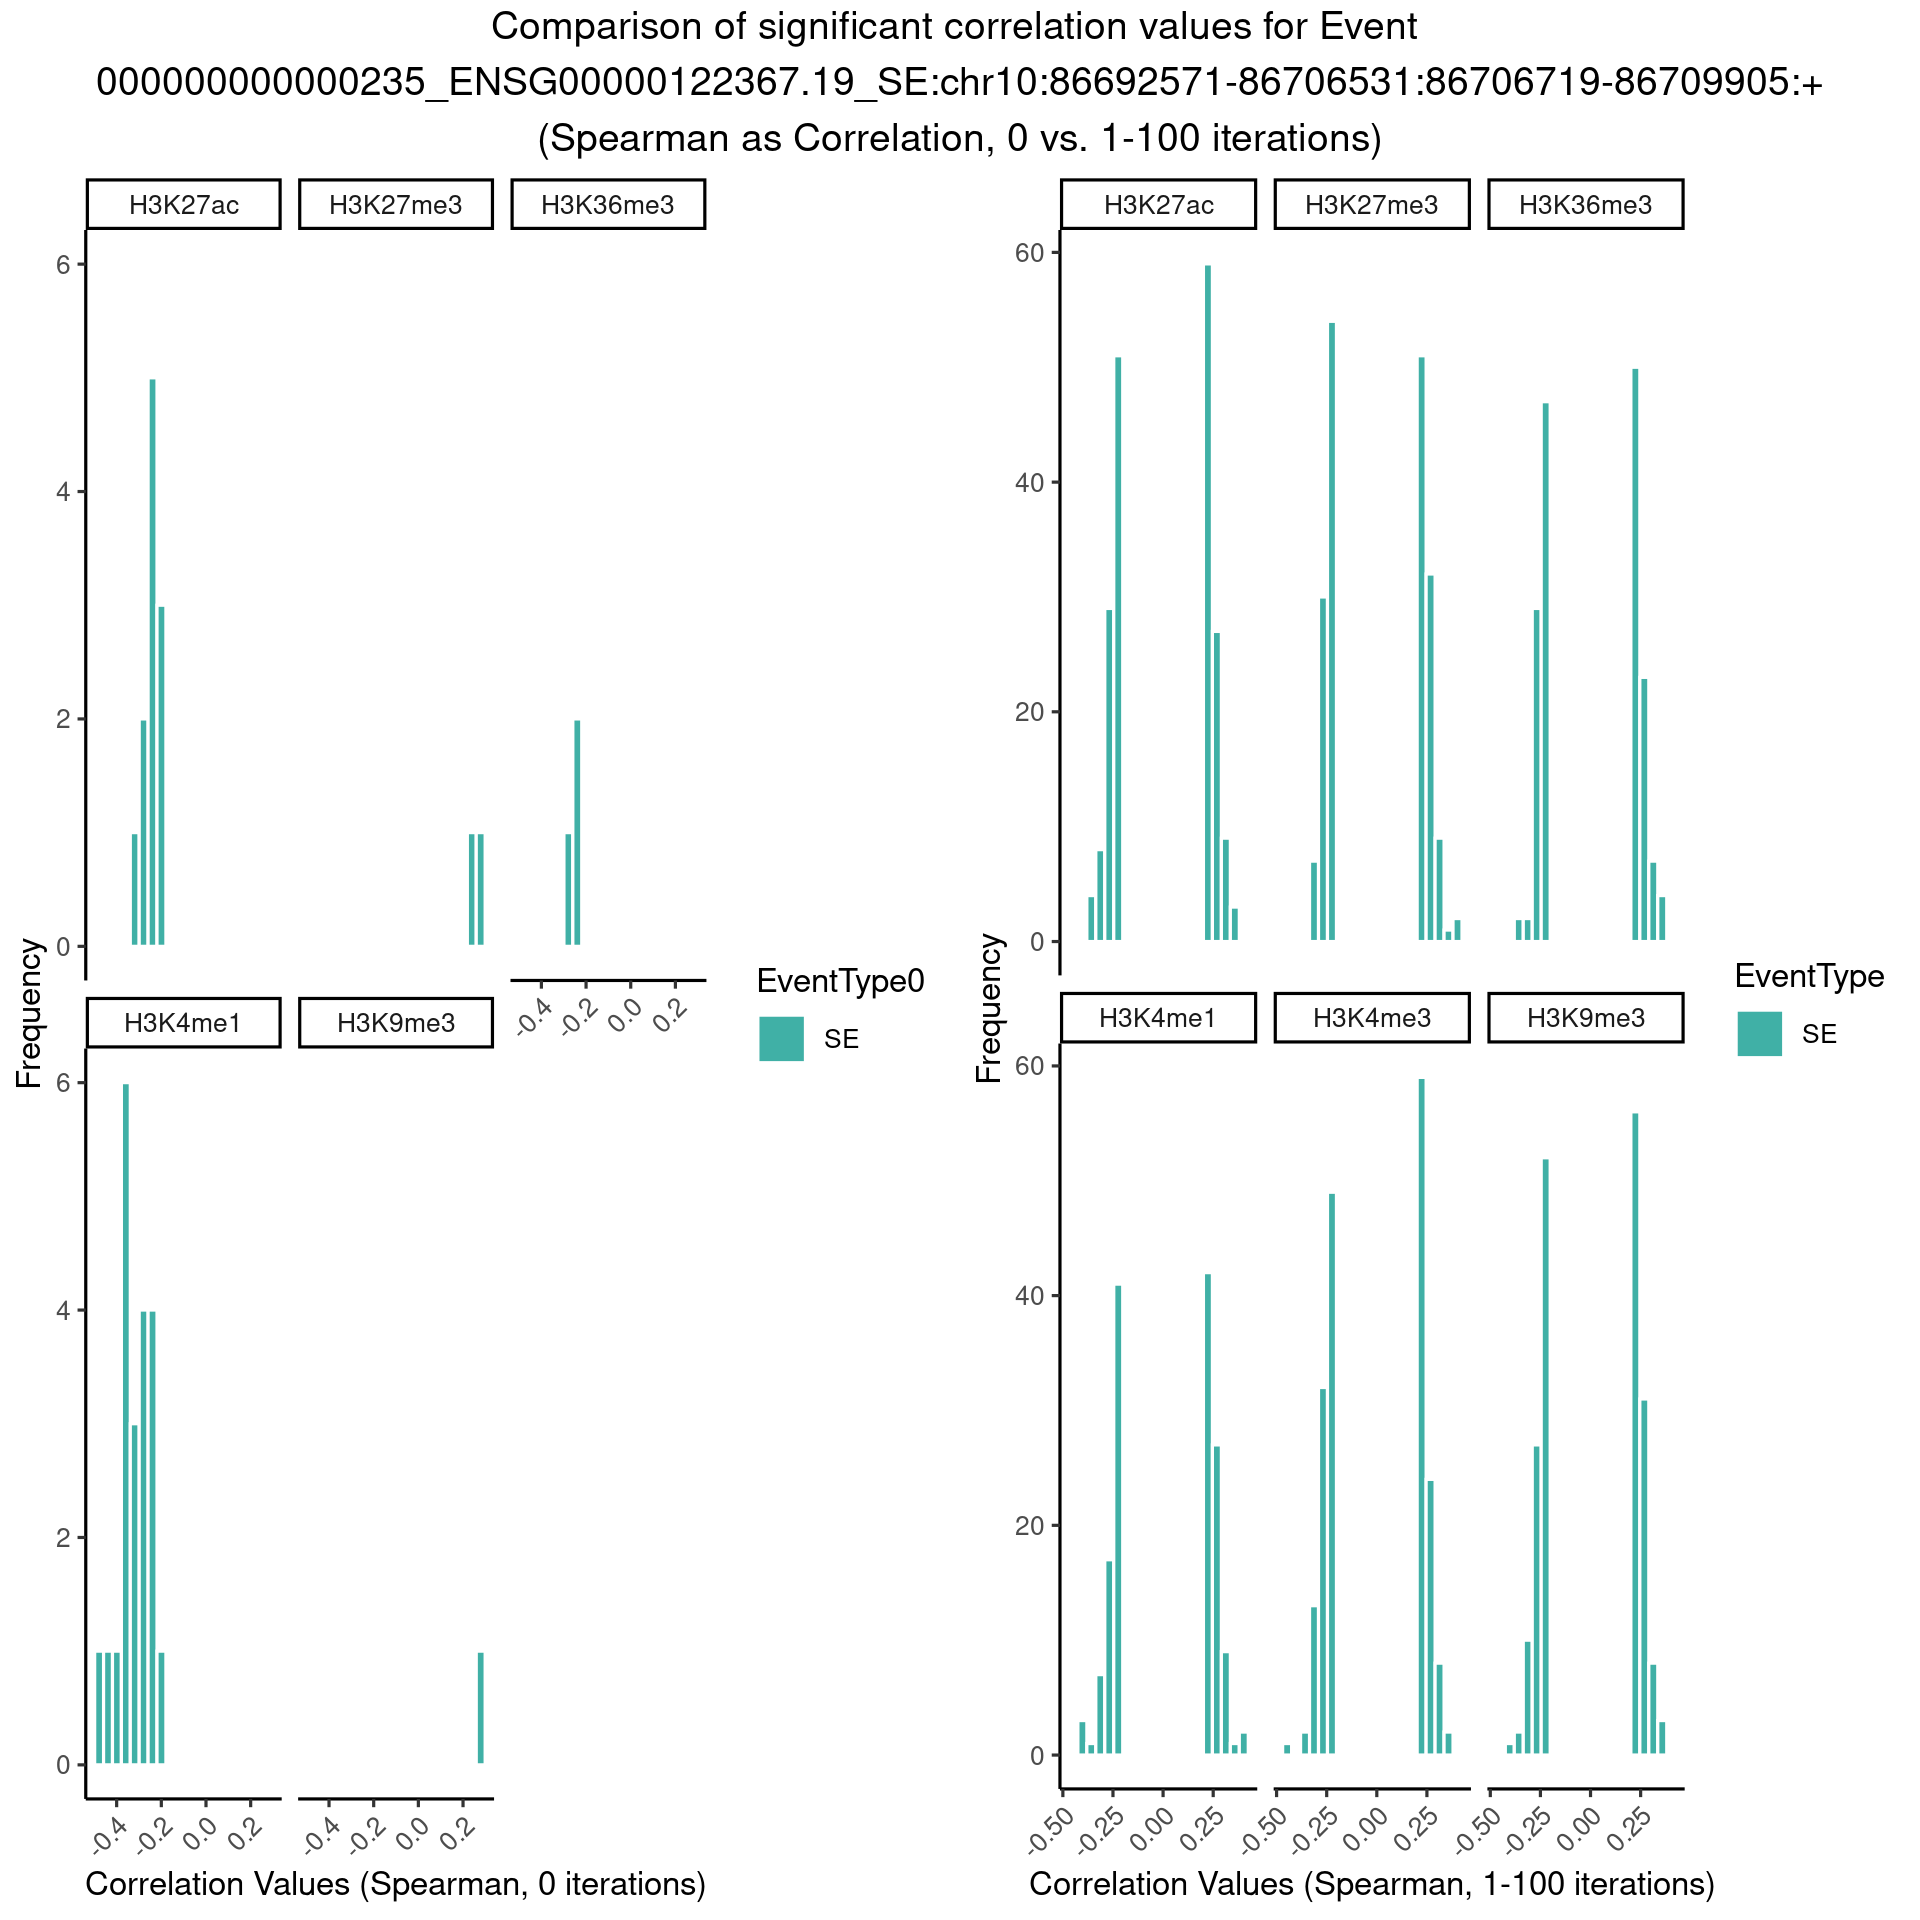 Comparison of significant correlation values for Event
000000000000235_ENSG00000122367.19_SE:chr10:86692571-86706531:86706719-86709905:+
(Spearman as Correlation, 0 vs. 1-100 iterations)
H3K27ac H3K27me3 H3K36me3
6
4
2
0
-0.4 -0.2 0.0 0.2
H3K4me1 H3K9me3
6
4
2
0
-0.4 -0.2 0.0 0.2 -0.4 -0.2 0.0 0.2
Frequency
Correlation Values (Spearman, 0 iterations)
EventType0
SE
H3K27ac H3K27me3 H3K36me3
60
40
20
0
H3K4me1 H3K4me3 H3K9me3
60
40
20
0
-0.50 -0.25 0.00 0.25 -0.50 -0.25 0.00 0.25 -0.50 -0.25 0.00 0.25
Frequency
Correlation Values (Spearman, 1-100 iterations)
EventType
SE